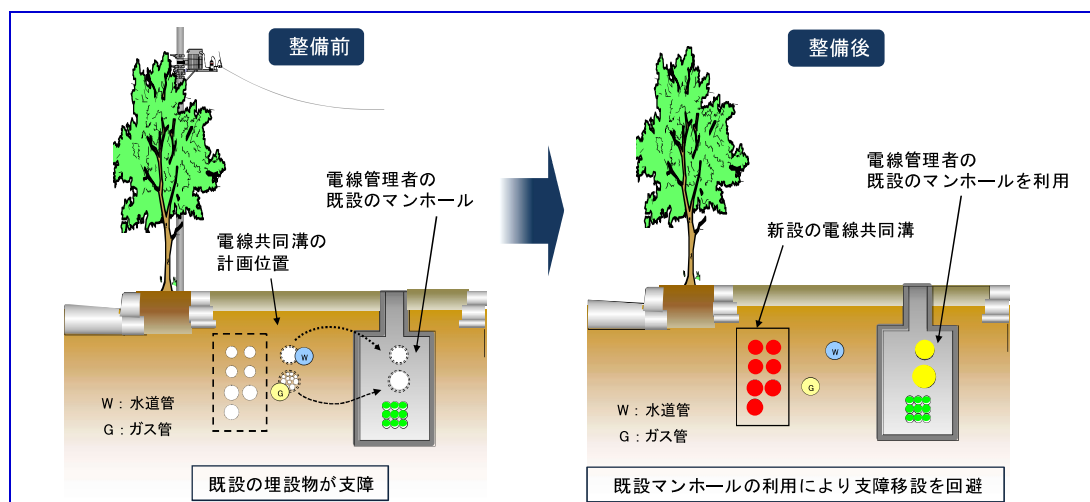 整備前
電線管理者の
既設のマンホール
電線共同溝の
計画位置
W
G
W：水道管
G：ガス管
既設の埋設物が支障
整備後
電線管理者の
既設のマンホールを利用
新設の電線共同溝
W
G
W：水道管
G：ガス管
既設マンホールの利用により支障移設を回避